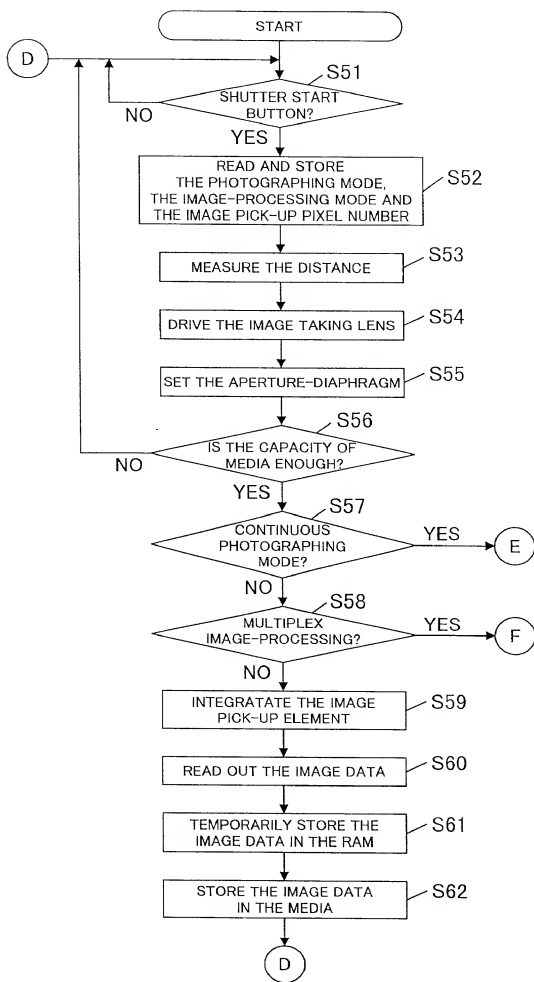 START
D
S51
SHUTTER START
BUTTON?
NO
YES
READ AND STORE
THE PHOTOGRAPHING MODE,
THE IMAGE-PROCESSING MODE AND
THE IMAGE PICK-UP PIXEL NUMBER
S52
MEASURE THE DISTANCE
S53
DRIVE THE IMAGE TAKING LENS
S54
SET THE APERTURE-DIAPHRAGM
S55
S56
IS THE CAPACITY OF
MEDIA ENOUGH?
NO
YES
S57
CONTINUOUS
PHOTOGRAPHING
MODE?
YES
E
NO
S58
MULTIPLEX
IMAGE-PROCESSING?
YES
F
NO
INTEGRATATE THE IMAGE
PICK-UP ELEMENT
S59
READ OUT THE IMAGE DATA
S60
TEMPORARILY STORE THE
IMAGE DATA IN THE RAM
S61
STORE THE IMAGE DATA
IN THE MEDIA
S62
D